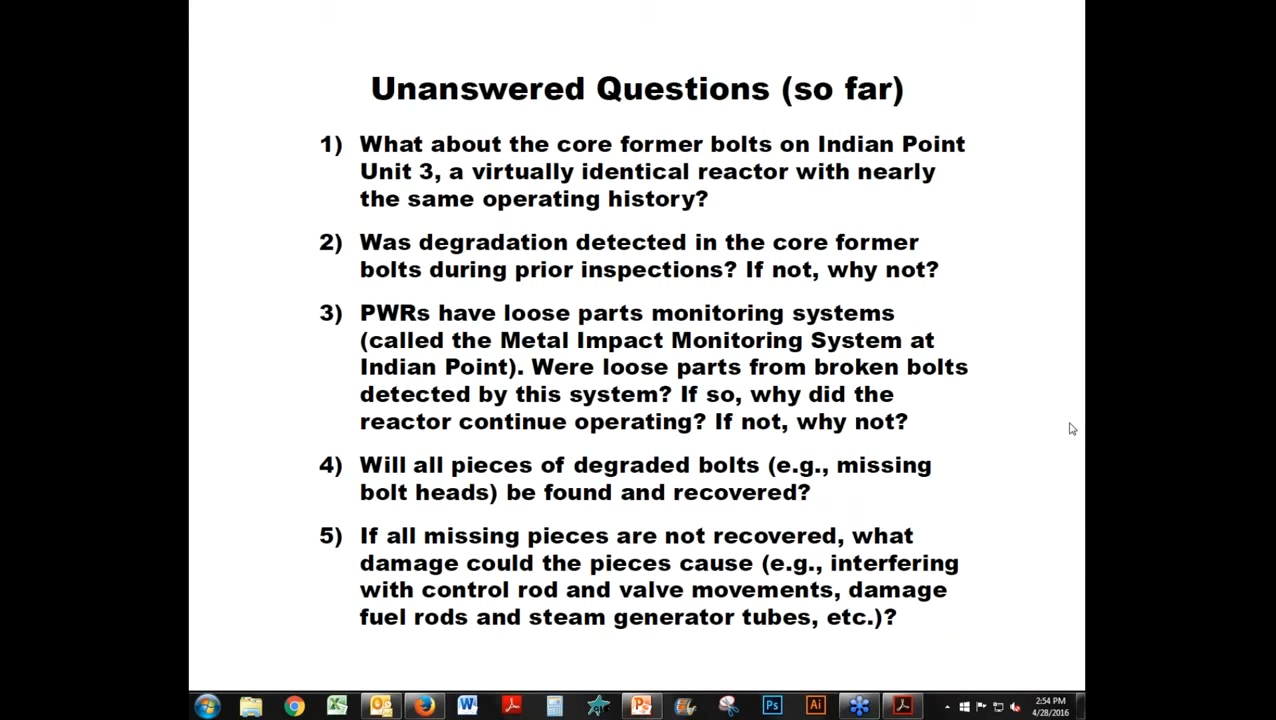 Unanswered Questions (so far)
1) What about the core former bolts on Indian Point
Unit 3, a virtually identical reactor with nearly
the same operating history?
2) Was degradation detected in the core former
bolts during prior inspections? If not, why not?
3) PWRs have loose parts monitoring systems
(called the Metal Impact Monitoring System at
Indian Point). Were loose parts from broken bolts
detected by this system? If so, why did the
reactor continue operating? If not, why not?
4) Will all pieces of degraded bolts (e.g., missing
bolt heads) be found and recovered?
5) If all missing pieces are not recovered, what
damage could the pieces cause (e.g., interfering
with control rod and valve movements, damage
fuel rods and steam generator tubes, etc.)?
Ps
Ai
2:54 PM
4/28/2016